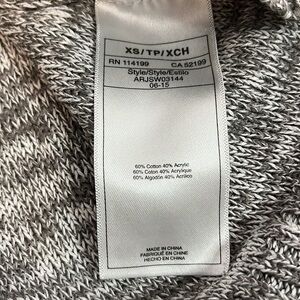 XS/TP/XCH
RN 114199 CA 52199
Style/Style/Estilo
ARJSW03144
06-15
60% Cotton 40% Acrylic
60% Coton 40% Acrylique
60% Algodón 40% Acrílico
MADE IN CHINA
FABRIQUÉ EN CHINE
HECHO EN CHINA